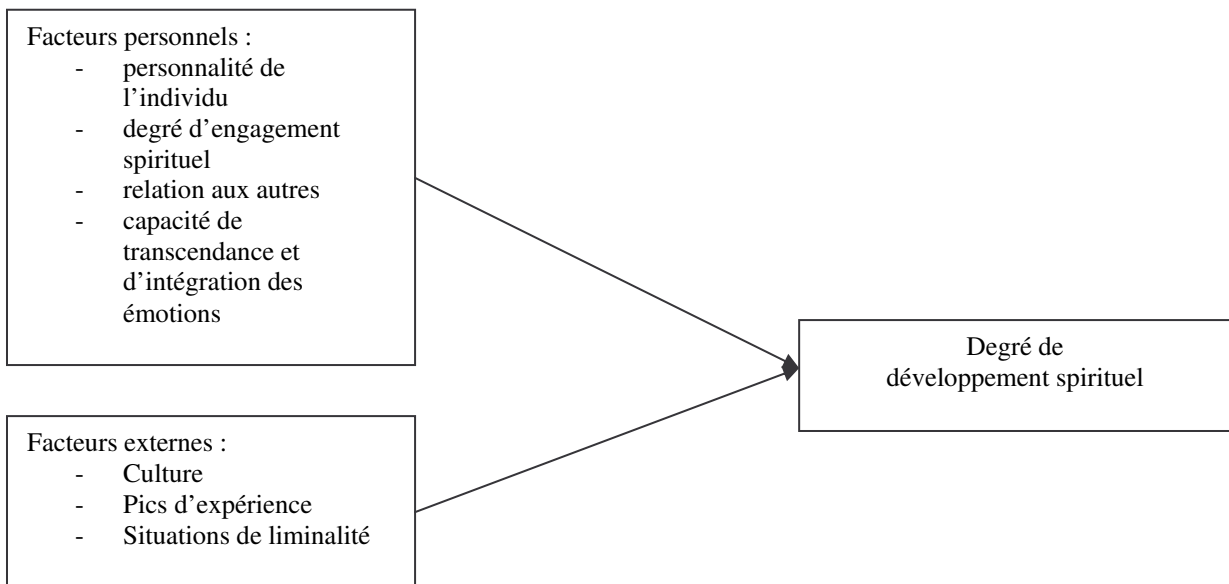 Facteurs personnels :
- personnalité de
l’individu
- degré d’engagement
spirituel
- relation aux autres
- capacité de
transcendance et
d’intégration des
émotions
Degré de
développement spirituel
Facteurs externes :
- Culture
- Pics d’expérience
- Situations de liminalité